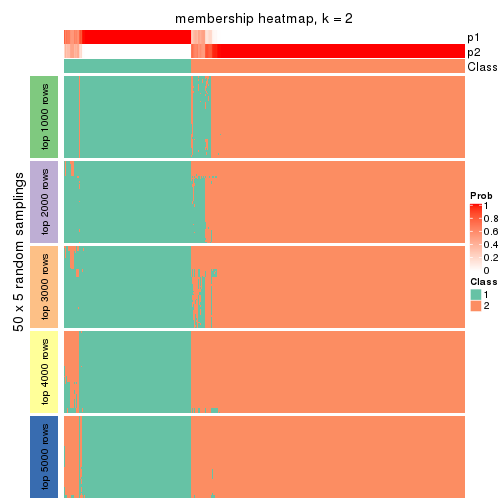 membership heatmap, k = 2
p1
p2
Class
50 x 5 random samplings
top 1000 rows
top 2000 rows
top 3000 rows
top 4000 rows
top 5000 rows
Prob
1
0.8
0.6
0.4
0.2
0
Class
1
2